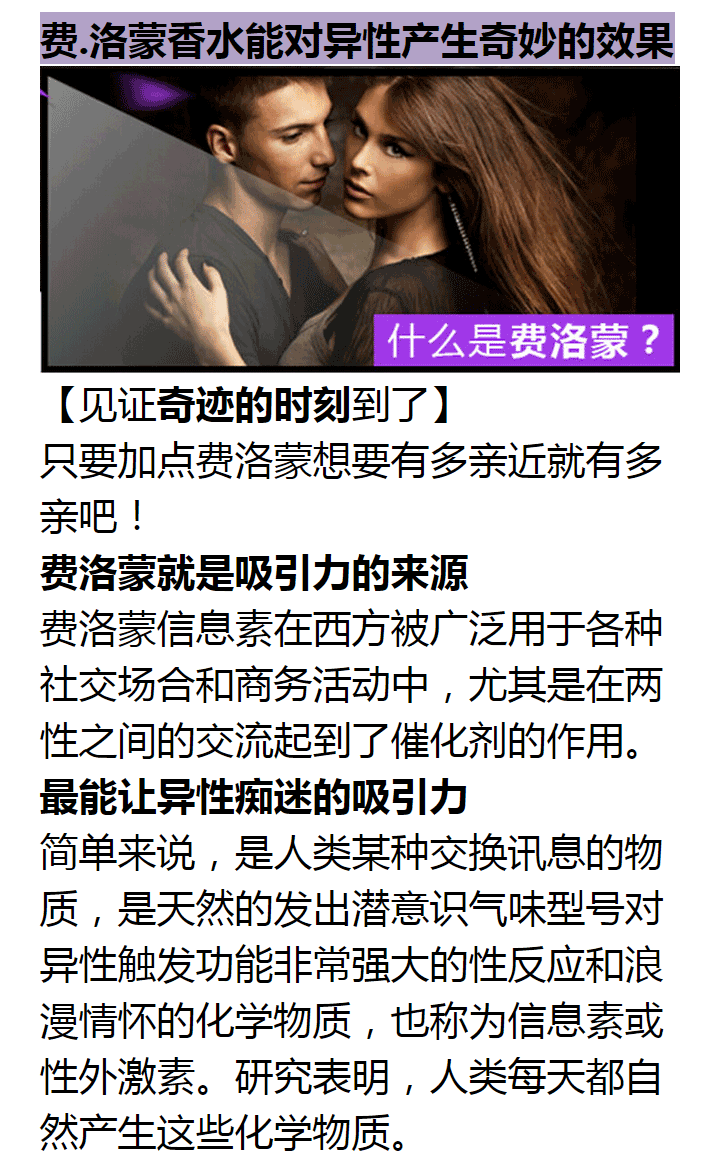 费.洛蒙香水能对异性产生奇妙的效果
什么是费洛蒙？
【见证奇迹的时刻到了】
只要加点费洛蒙想要有多亲近就有多
亲吧！
费洛蒙就是吸引力的来源
费洛蒙信息素在西方被广泛用于各种
社交场合和商务活动中，尤其是在两
性之间的交流起到了催化剂的作用。
最能让异性痴迷的吸引力
简单来说，是人类某种交换讯息的物
质，是天然的发出潜意识气味型号对
异性触发功能非常强大的性反应和浪
漫情怀的化学物质，也称为信息素或
性外激素。研究表明，人类每天都自
然产生这些化学物质。